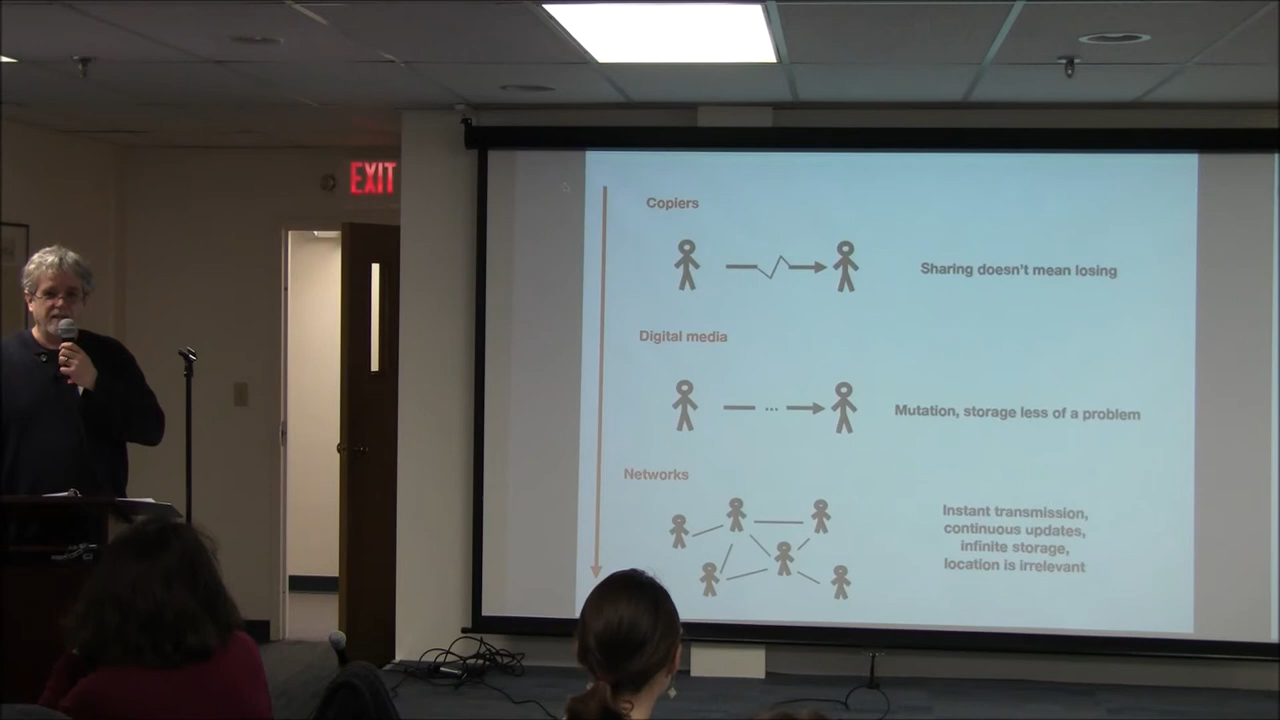 EXIT
Copiers
Sharing doesn't mean losing
Digital media
...
Mutation, storage less of a problem
Networks
Instant transmission,
continuous updates,
infinite storage,
location is irrelevant